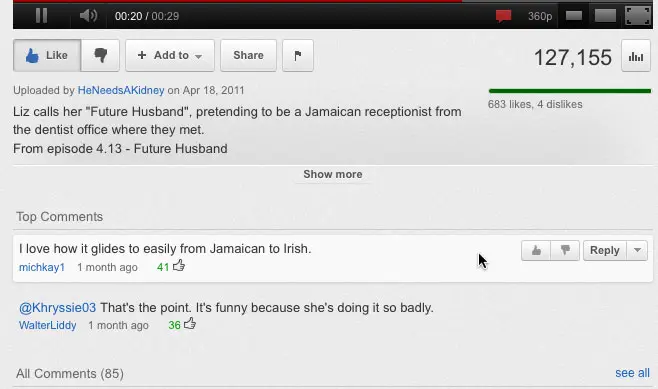 00:20 / 00:29
360p
Like
+ Add to
Share
127,155
Uploaded by HeNeedsAKidney on Apr 18, 2011
683 likes, 4 dislikes
Liz calls her "Future Husband", pretending to be a Jamaican receptionist from
the dentist office where they met.
From episode 4.13 - Future Husband
Show more
Top Comments
I love how it glides to easily from Jamaican to Irish.
Reply
michkay1 1 month ago 41
@Khryssie03 That's the point. It's funny because she's doing it so badly.
WalterLiddy 1 month ago 36
All Comments (85)
see all